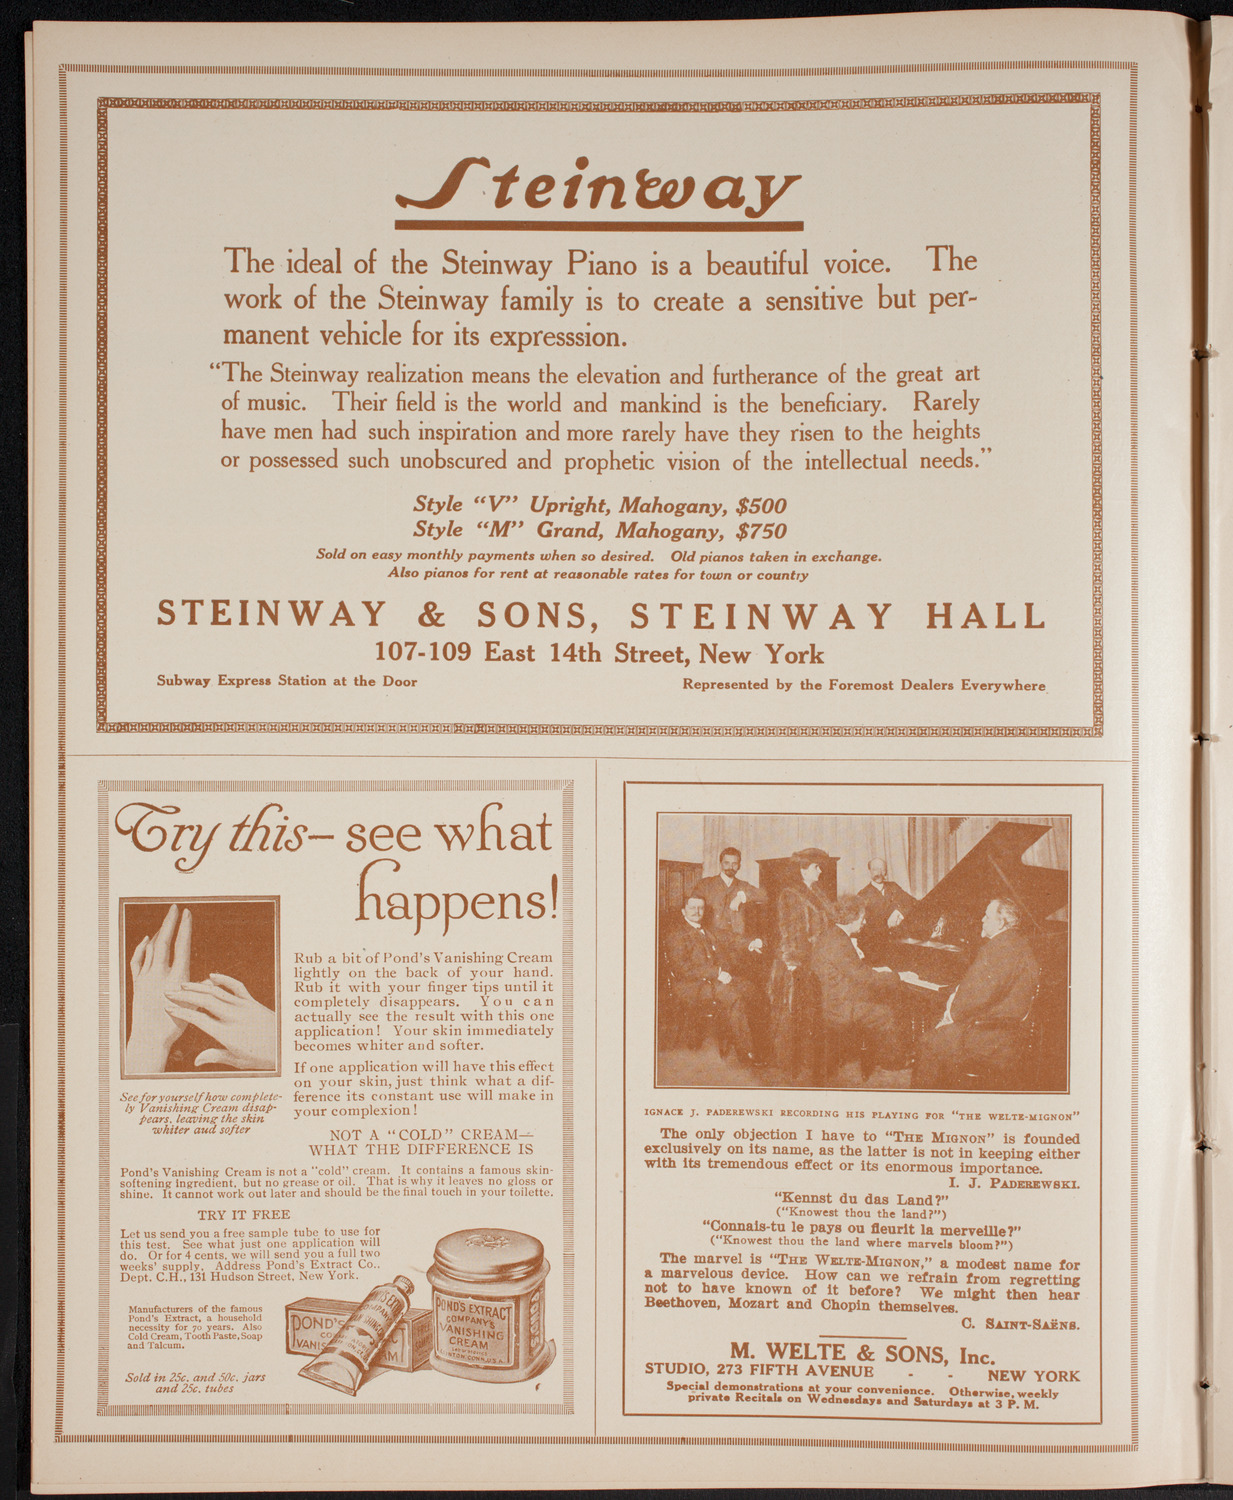 Steinway
The ideal of the Steinway Piano is a beautiful voice. The
work of the Steinway family is to create a sensitive but per-
manent vehicle for its expresssion.
“The Steinway realization means the elevation and furtherance of the great art
of music. Their field is the world and mankind is the beneficiary. Rarely
have men had such inspiration and more rarely have they risen to the heights
or possessed such unobscured and prophetic vision of the intellectual needs.”
Style “V” Upright, Mahogany, $500
Style “M” Grand, Mahogany, $750
Sold on easy monthly payments when so desired. Old pianos taken in exchange.
Also pianos for rent at reasonable rates for town or country
STEINWAY & SONS, STEINWAY HALL
107-109 East 14th Street, New York
Subway Express Station at the Door
Represented by the Foremost Dealers Everywhere
Try this—see what
happens!
Rub a bit of Pond's Vanishing Cream
lightly on the back of your hand.
Rub it with your finger tips until it
completely disappears. You can
actually see the result with this one
application! Your skin immediately
becomes whiter and softer.
If one application will have this effect
on your skin, just think what a dif-
ference its constant use will make in
your complexion!
See for yourself how complete-
ly Vanishing Cream disap-
pears, leaving the skin
whiter and softer
NOT A “COLD” CREAM—
WHAT THE DIFFERENCE IS
Pond's Vanishing Cream is not a "cold" cream. It contains a famous skin-
softening ingredient, but no grease or oil. That is why it leaves no gloss or
shine. It cannot work out later and should be the final touch in your toilette.
TRY IT FREE
Let us send you a free sample tube to use for
this test. See what just one application will
do. Or for 4 cents, we will send you a full two
weeks' supply. Address Pond's Extract Co.,
Dept. C.H., 131 Hudson Street, New York.
Manufacturers of the famous
Pond's Extract, a household
necessity for 70 years. Also
Cold Cream, Tooth Paste, Soap
and Talcum.
Sold in 25c. and 50c. jars
and 25c. tubes
POND'S
VANIS
AM
POND'S EXTRACT
COMPANY'S
VANISHING
CREAM
IGNACE J. PADEREWSKI RECORDING HIS PLAYING FOR "THE WELTE-MIGNON"
The only objection I have to “THE MIGNON” is founded
exclusively on its name, as the latter is not in keeping either
with its tremendous effect or its enormous importance.
I. J. PADEREWSKI.
“Kennst du das Land?”
(“Knowest thou the land?”)
“Connais-tu le pays ou fleurit la merveille?”
(“Knowest thou the land where marvels bloom?”)
The marvel is “THE WELTE-MIGNON,” a modest name for
a marvelous device. How can we refrain from regretting
not to have known of it before? We might then hear
Beethoven, Mozart and Chopin themselves.
C. SAINT-SAËNS.
M. WELTE & SONS, Inc.
STUDIO, 273 FIFTH AVENUE - - NEW YORK
Special demonstrations at your convenience. Otherwise, weekly
private Recitals on Wednesdays and Saturdays at 3 P. M.